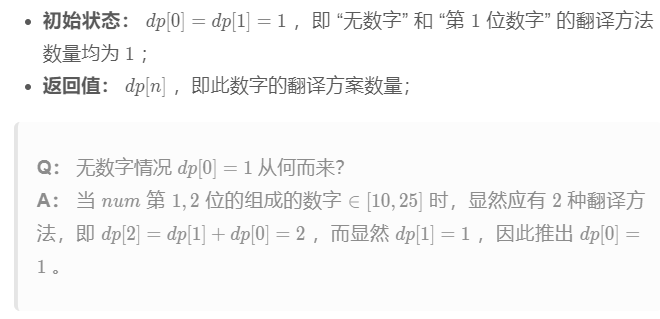 • 初始状态： dp[0] = dp[1] = 1 ，即 “无数字” 和 “第 1 位数字” 的翻译方法
数量均为 1 ；
• 返回值： dp[n] ，即此数字的翻译方案数量；
Q： 无数字情况 dp[0] = 1 从何而来？
A： 当 num 第 1, 2 位的组成的数字 ∈ [10, 25] 时，显然应有 2 种翻译方
法，即 dp[2] = dp[1] + dp[0] = 2 ，而显然 dp[1] = 1 ，因此推出 dp[0] =
1 。